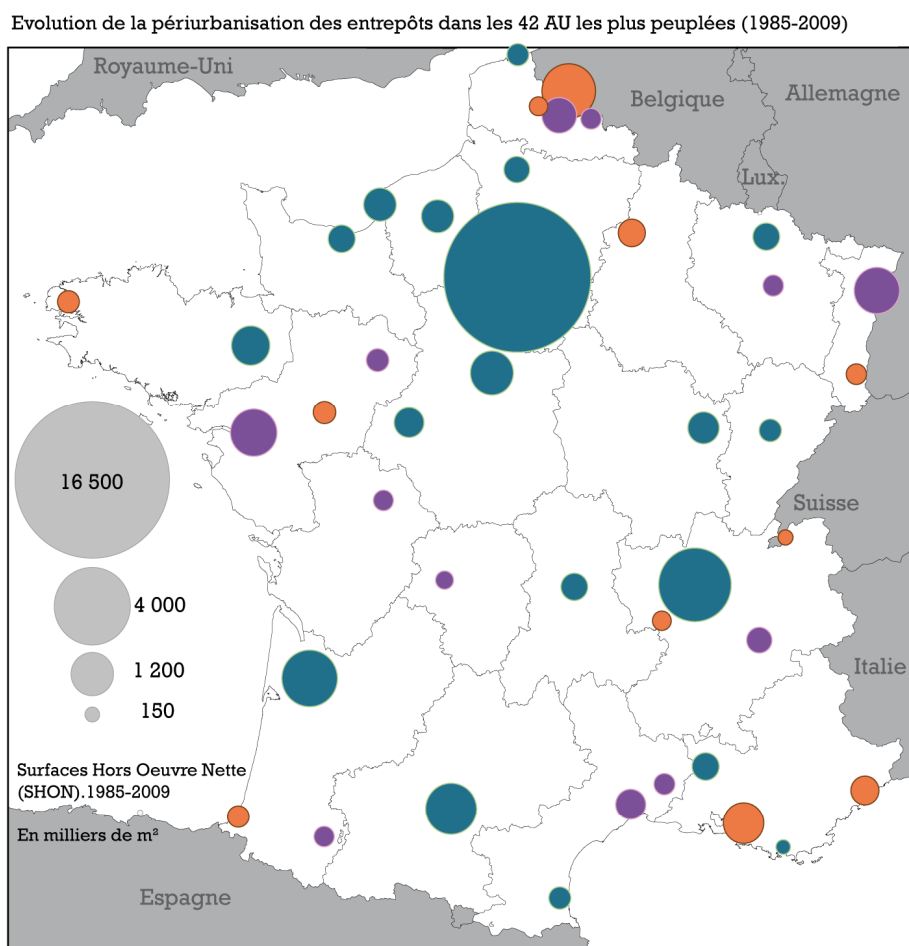 Evolution de la périurbanisation des entrepôts dans les 42 AU les plus peuplées (1985-2009)
Royaume-Uni
Belgique
Allemagne
Lux.
16 500
Suisse
4 000
1 200
Italie
150
Surfaces Hors Oeuvre Nette
(SHON).1985-2009
En milliers de m²
Espagne